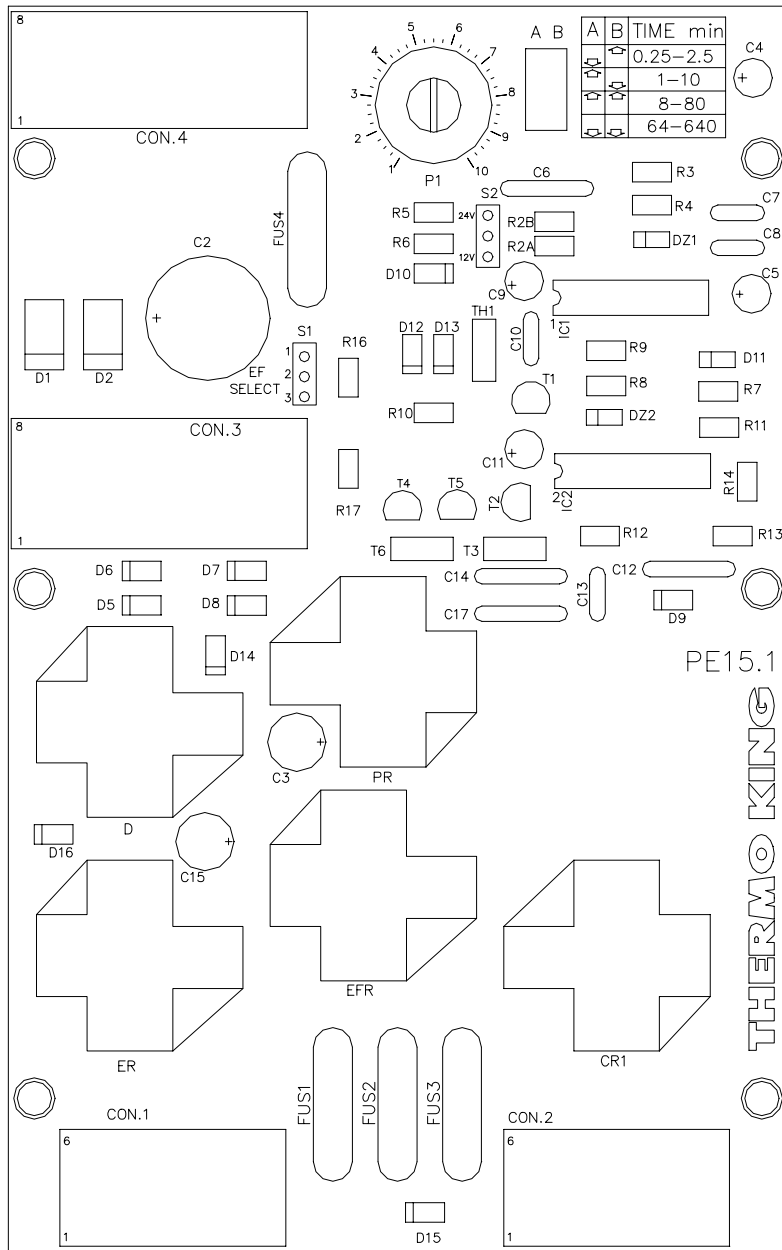 8
1
CON.4
1 2 3 4 5 6 7 8 9 10
P1
A B
A B TIME min
0.25-2.5
1-10
8-80
64-640
C4
C6
R3
R4
DZ1
C7
C8
C5
S2
24V
12V
R5
R6
D10
R2B
R2A
C9
FUS4
C2
D1
D2
S1
1
2
3
EF
SELECT
R16
D12
D13
TH1
C10
1
IC1
T1
R9
R8
DZ2
D11
R7
R11
R10
C11
CON.3
8
1
R17
T4
T5
T2
2
IC2
R14
R12
R13
T6
T3
C14
C17
C13
C12
D9
D6
D7
D5
D8
D14
PE15.1
THERMO KING
C3
PR
D
D16
C15
EFR
ER
CR1
FUS1
FUS2
FUS3
CON.1
6
1
CON.2
6
1
D15